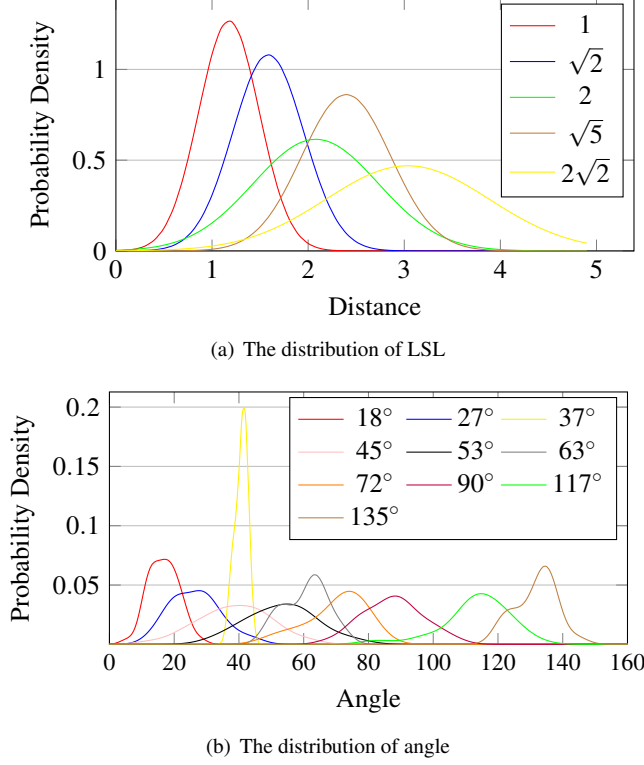 Probability Density
1
0.5
0
0 1 2 3 4 5
Distance
1
√2
2
√5
2√2
(a) The distribution of LSL
Probability Density
0.2
0.15
0.1
0.05
0 20 40 60 80 100 120 140 160
Angle
18° 27° 37°
45° 53° 63°
72° 90° 117°
135°
(b) The distribution of angle